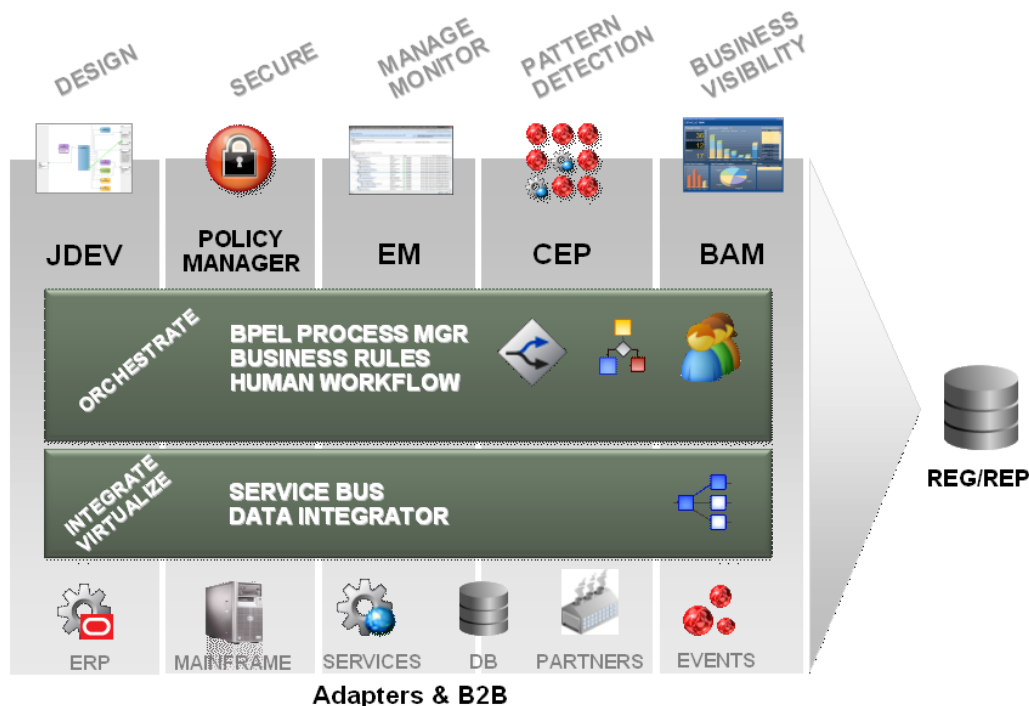 DESIGN
SECURE
MANAGE
MONITOR
PATTERN
DETECTION
BUSINESS
VISIBILITY
JDEV
POLICY
MANAGER
EM
CEP
BAM
ORCHESTRATE
BPEL PROCESS MGR
BUSINESS RULES
HUMAN WORKFLOW
INTEGRATE
VIRTUALIZE
SERVICE BUS
DATA INTEGRATOR
REG/REP
ERP
MAINFRAME
SERVICES
DB
PARTNERS
EVENTS
Adapters & B2B